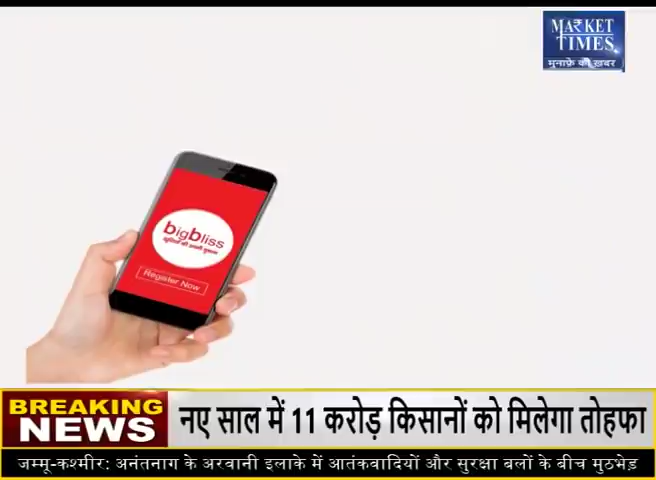 MARKET
TIMES
मुनाफ़े की ख़बर
bigbliss
खुशियों की असली दुकान
Register Now
BREAKING
NEWS
नए साल में 11 करोड़ किसानों को मिलेगा तोहफा
जम्मू-कश्मीर: अनंतनाग के अरवानी इलाके में आतंकवादियों और सुरक्षा बलों के बीच मुठभेड़